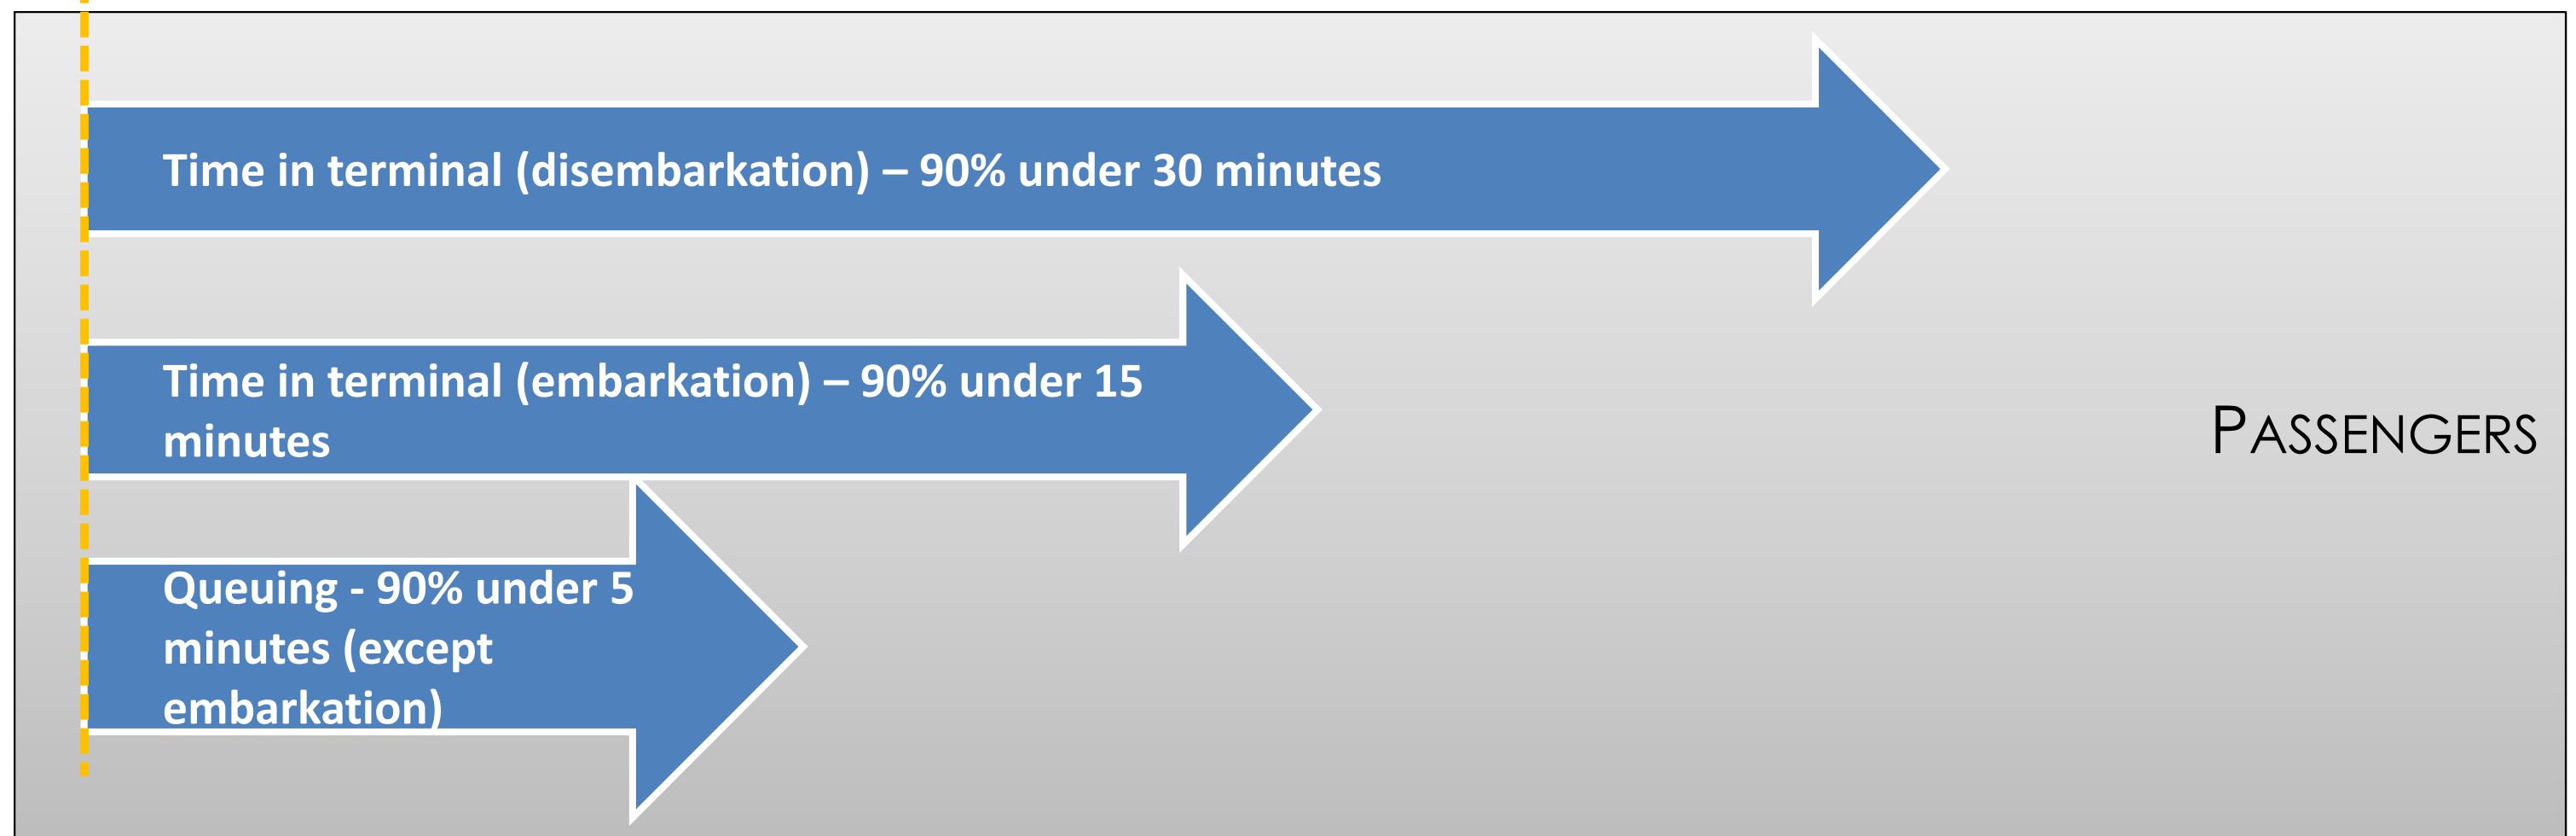 Time in terminal (disembarkation) – 90% under 30 minutes
Time in terminal (embarkation) – 90% under 15
minutes
PASSENGERS
Queuing - 90% under 5
minutes (except
embarkation)